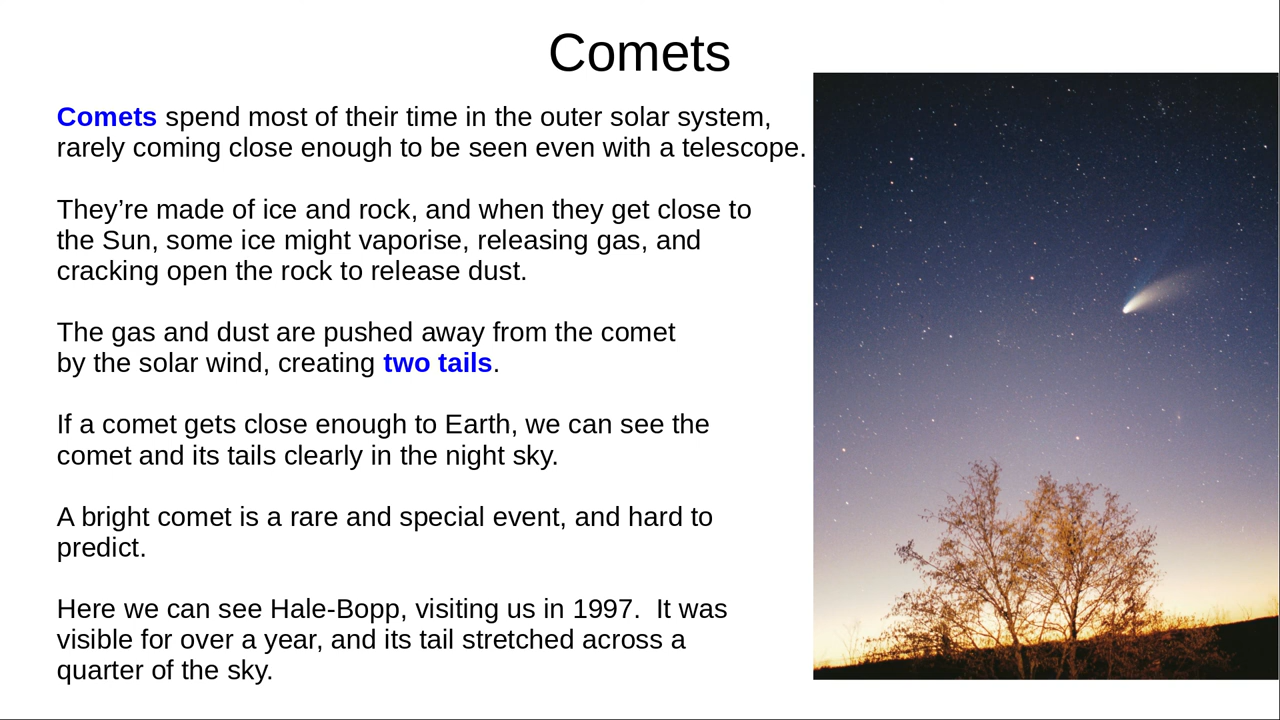 Comets
Comets spend most of their time in the outer solar system,
rarely coming close enough to be seen even with a telescope.
They’re made of ice and rock, and when they get close to
the Sun, some ice might vaporise, releasing gas, and
cracking open the rock to release dust.
The gas and dust are pushed away from the comet
by the solar wind, creating two tails.
If a comet gets close enough to Earth, we can see the
comet and its tails clearly in the night sky.
A bright comet is a rare and special event, and hard to
predict.
Here we can see Hale-Bopp, visiting us in 1997.  It was
visible for over a year, and its tail stretched across a
quarter of the sky.